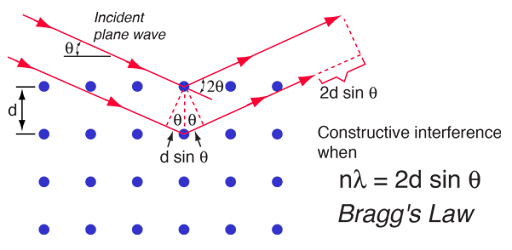 Incident
plane wave
θ
2θ
d
θ θ
d sin θ
2d sin θ
Constructive interference
when
nλ = 2d sin θ
Bragg's Law